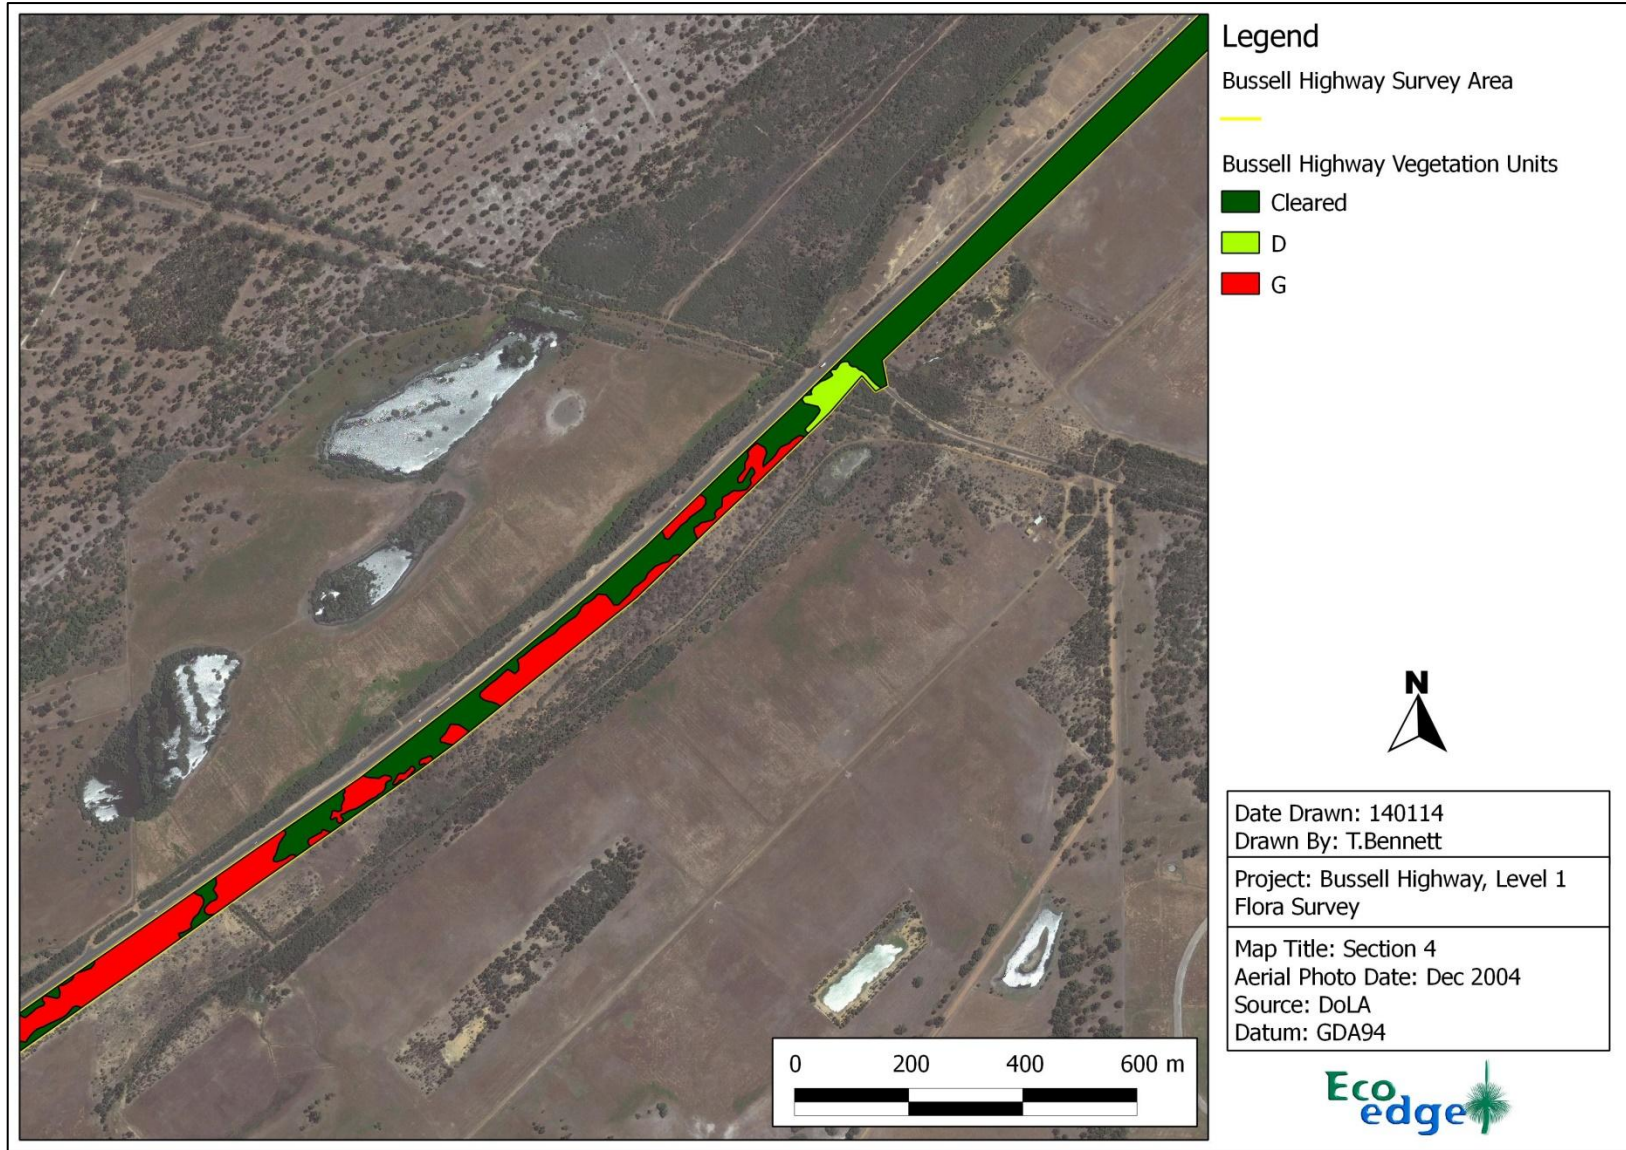 Legend
Bussell Highway Survey Area
Bussell Highway Vegetation Units
Cleared
D
G
N
Date Drawn: 140114
Drawn By: T.Bennett
Project: Bussell Highway, Level 1
Flora Survey
Map Title: Section 4
Aerial Photo Date: Dec 2004
Source: DoLA
Datum: GDA94
0 200 400 600 m
Eco
edge